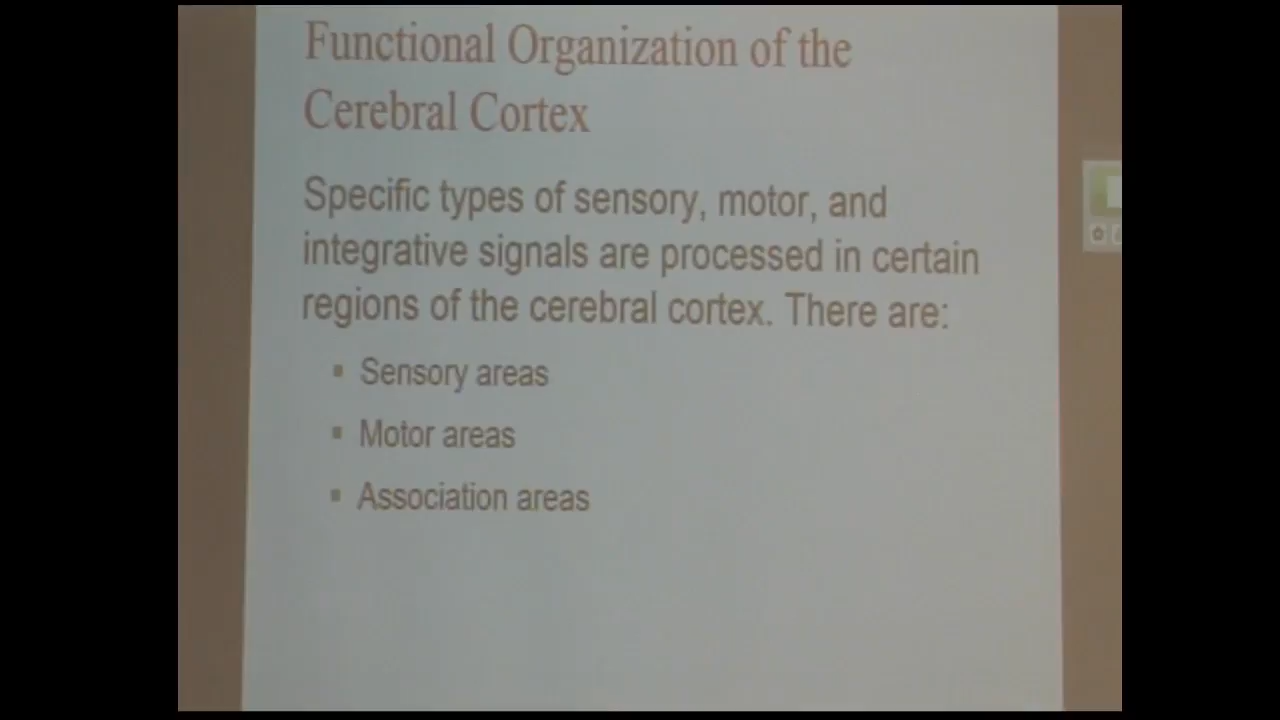 Functional Organization of the
Cerebral Cortex
Specific types of sensory, motor, and
integrative signals are processed in certain
regions of the cerebral cortex. There are:
▪ Sensory areas
▪ Motor areas
▪ Association areas